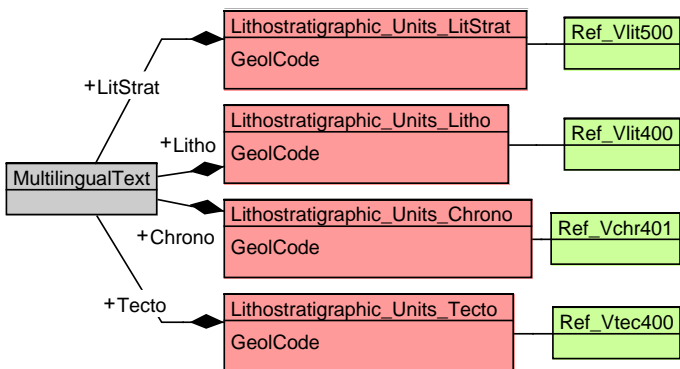 Lithostratigraphic_Units_LitStrat
GeolCode
Ref_Vlit500
+LitStrat
Lithostratigraphic_Units_Litho
GeolCode
Ref_Vlit400
+Litho
MultilingualText
Lithostratigraphic_Units_Chrono
GeolCode
Ref_Vchr401
+Chrono
Lithostratigraphic_Units_Tecto
GeolCode
Ref_Vtec400
+Tecto